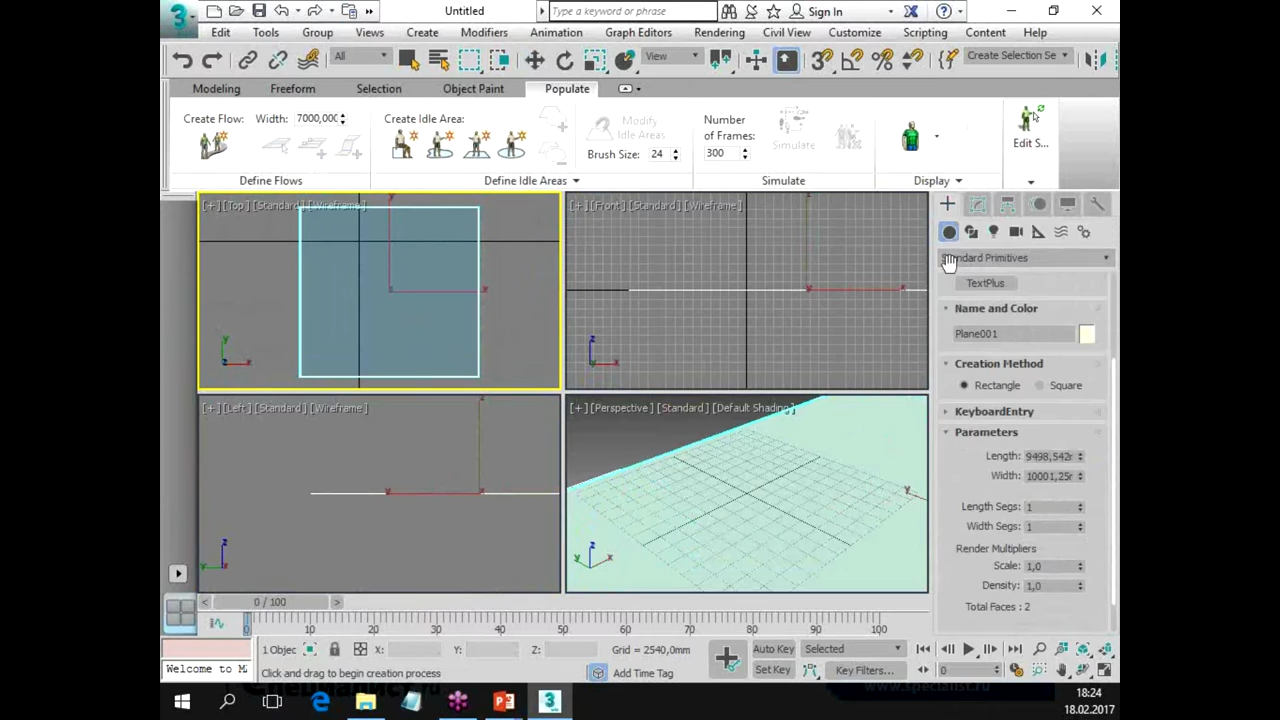 Untitled
Type a keyword or phrase
Sign In
Edit Tools Group Views Create Modifiers Animation Graph Editors Rendering Civil View Customize Scripting Content Help
All
View
Create Selection Se
Modeling Freeform Selection Object Paint Populate
Create Flow: Width: 7000,000
Create Idle Area:
Modify
Idle Areas
Brush Size: 24
Number
of Frames:
300
Simulate
Edit S...
Define Flows
Define Idle Areas
Simulate
Display
[+] [Top] [Standard] [Wireframe]
[+] [Front] [Standard] [Wireframe]
[+] [Left] [Standard] [Wireframe]
[+] [Perspective] [Standard] [Default Shading]
Standard Primitives
TextPlus
Name and Color
Plane001
Creation Method
Rectangle Square
KeyboardEntry
Parameters
Length: 9498,542r
Width: 10001,25r
Length Segs: 1
Width Segs: 1
Render Multipliers
Scale: 1,0
Density: 1,0
Total Faces : 2
< 0 / 100 >
0 10 20 30 40 50 60 70 80 90 100
1 Objec X: Y: Z: Grid = 2540,0mm
Auto Key Selected
Welcome to M
Click and drag to begin creation process
Add Time Tag
Set Key Key Filters...
0
www.specialist.ru
18:24
18.02.2017